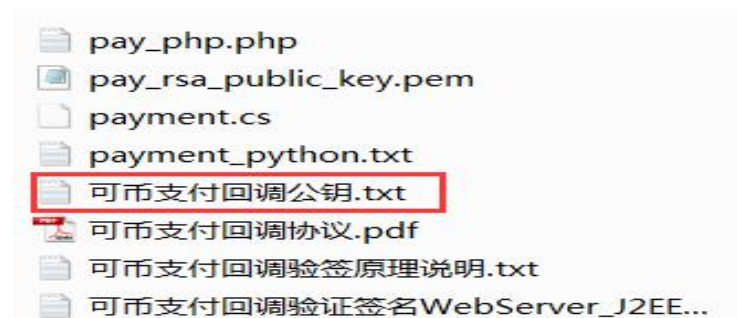 pay_php.php
pay_rsa_public_key.pem
payment.cs
payment_python.txt
可币支付回调公钥.txt
可币支付回调协议.pdf
可币支付回调验签原理说明.txt
可币支付回调验证签名WebServer_J2EE...